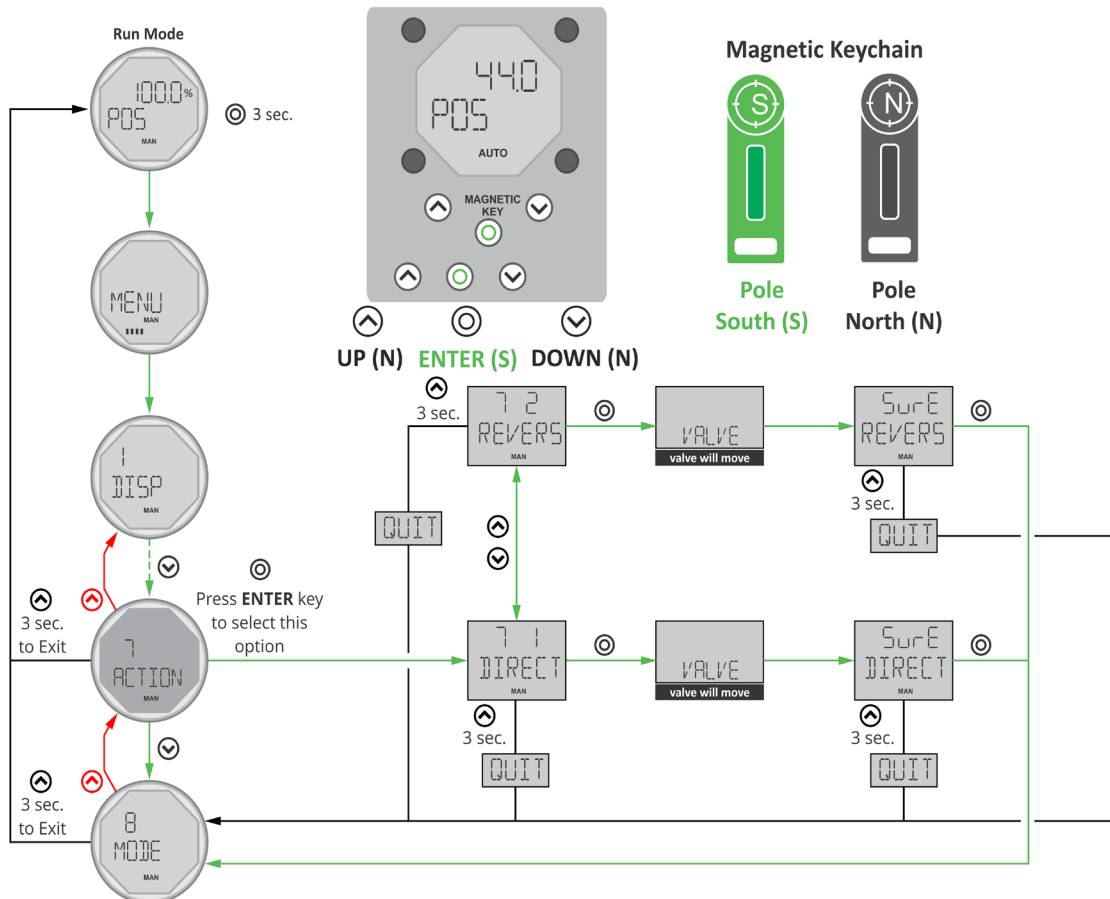 Run Mode
100.0%
POS
MAN
3 sec.
MENU
MAN
1
DISP
MAN
3 sec.
to Exit
7
ACTION
MAN
3 sec.
to Exit
8
MODE
MAN
44.0
POS
AUTO
MAGNETIC
KEY
UP (N)
ENTER (S)
DOWN (N)
Magnetic Keychain
S
N
Pole
South (S)
Pole
North (N)
Press ENTER key
to select this
option
3 sec.
7 2
REVERS
MAN
VALVE
valve will move
SurE
REVERS
MAN
QUIT
3 sec.
QUIT
7 1
DIRECT
MAN
VALVE
valve will move
SurE
DIRECT
MAN
3 sec.
QUIT
3 sec.
QUIT